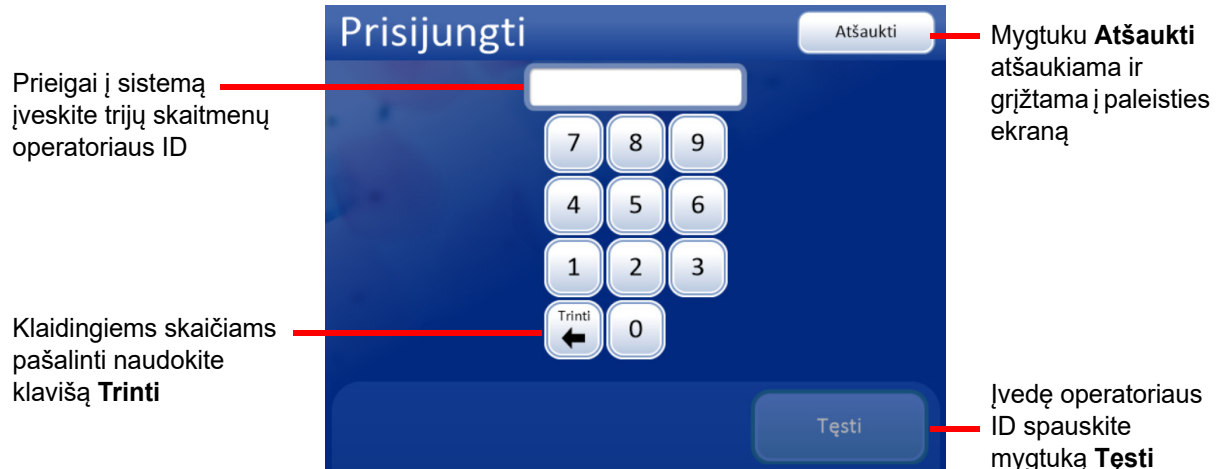 Prisijungti
Atšaukti
Prieigai į sistemą
įveskite trijų skaitmenų
operatoriaus ID
Mygtuku Atšaukti
atšaukiama ir
grįžtama į paleisties
ekraną
7 8 9
4 5 6
1 2 3
Trinti
0
Klaidingiems skaičiams
pašalinti naudokite
klavišą Trinti
Tęsti
Įvedę operatoriaus
ID spauskite
mygtuką Tęsti